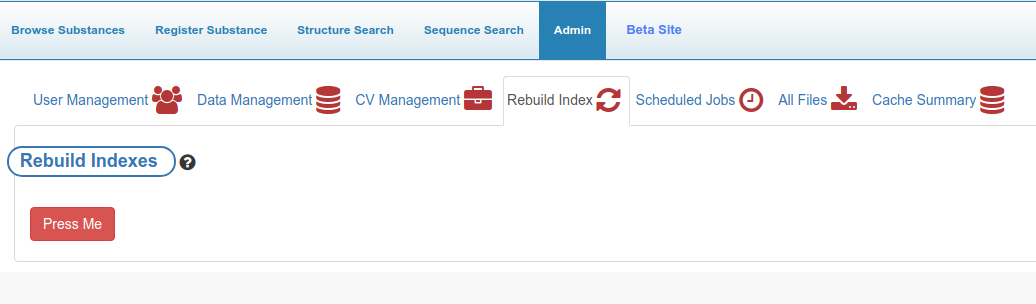 Browse Substances Register Substance Structure Search Sequence Search Admin Beta Site
User Management Data Management CV Management Rebuild Index Scheduled Jobs All Files Cache Summary
Rebuild Indexes ?
Press Me